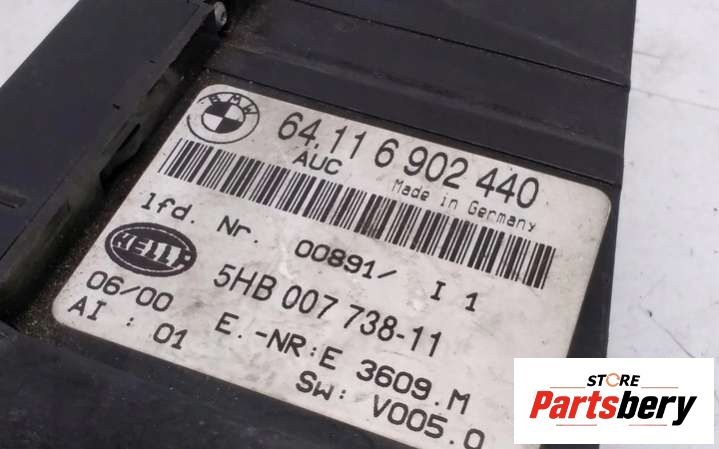 BMW
64.11 6 902 440
AUC
Made in Germany
lfd. Nr. 00891/ I 1
HELLA
5HB 007 738-11
06/00
E.-NR:E 3609.M
AI : 01
SW: V005.0
STORE
Partsbery